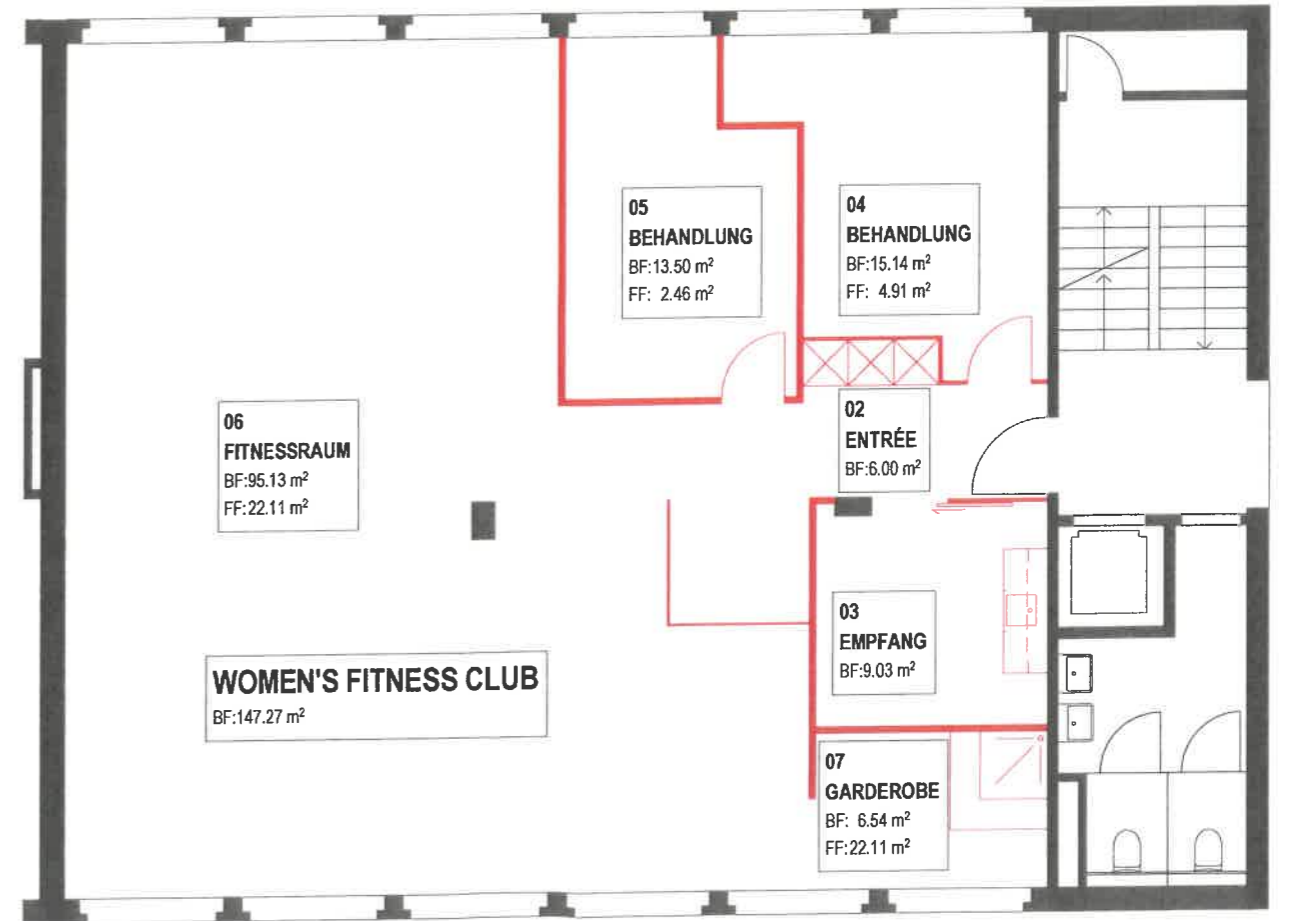 05
BEHANDLUNG
BF:13.50 m²
FF: 2.46 m²
04
BEHANDLUNG
BF:15.14 m²
FF: 4.91 m²
06
FITNESSRAUM
BF:95.13 m²
FF:22.11 m²
02
ENTRÉE
BF:6.00 m²
03
EMPFANG
BF:9.03 m²
WOMEN'S FITNESS CLUB
BF:147.27 m²
07
GARDEROBE
BF: 6.54 m²
FF:22.11 m²